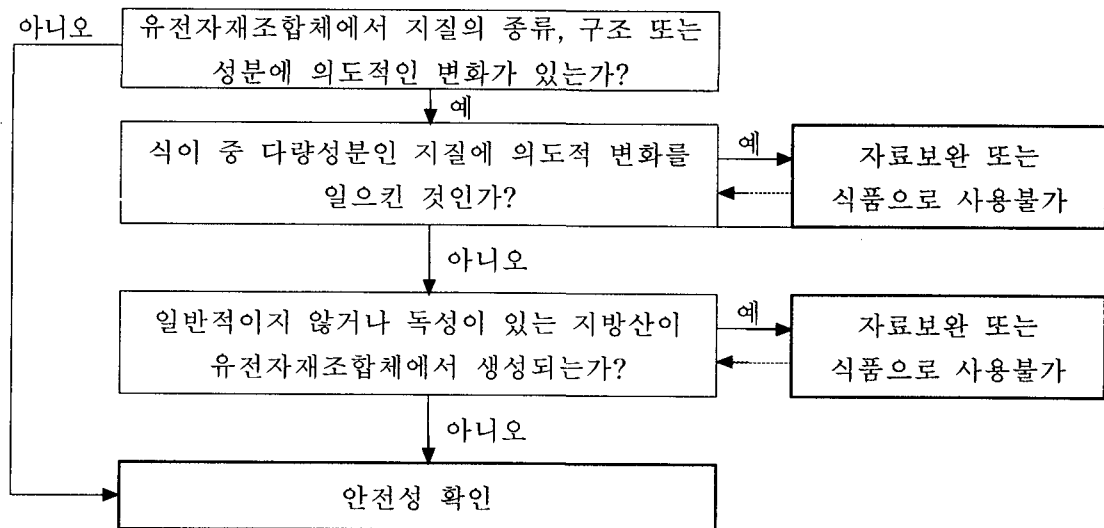 아니오
유전자재조합체에서 지질의 종류, 구조 또는
성분에 의도적인 변화가 있는가?
예
식이 중 다량성분인 지질에 의도적 변화를
일으킨 것인가?
예
자료보완 또는
식품으로 사용불가
아니오
일반적이지 않거나 독성이 있는 지방산이
유전자재조합체에서 생성되는가?
예
자료보완 또는
식품으로 사용불가
아니오
안전성 확인